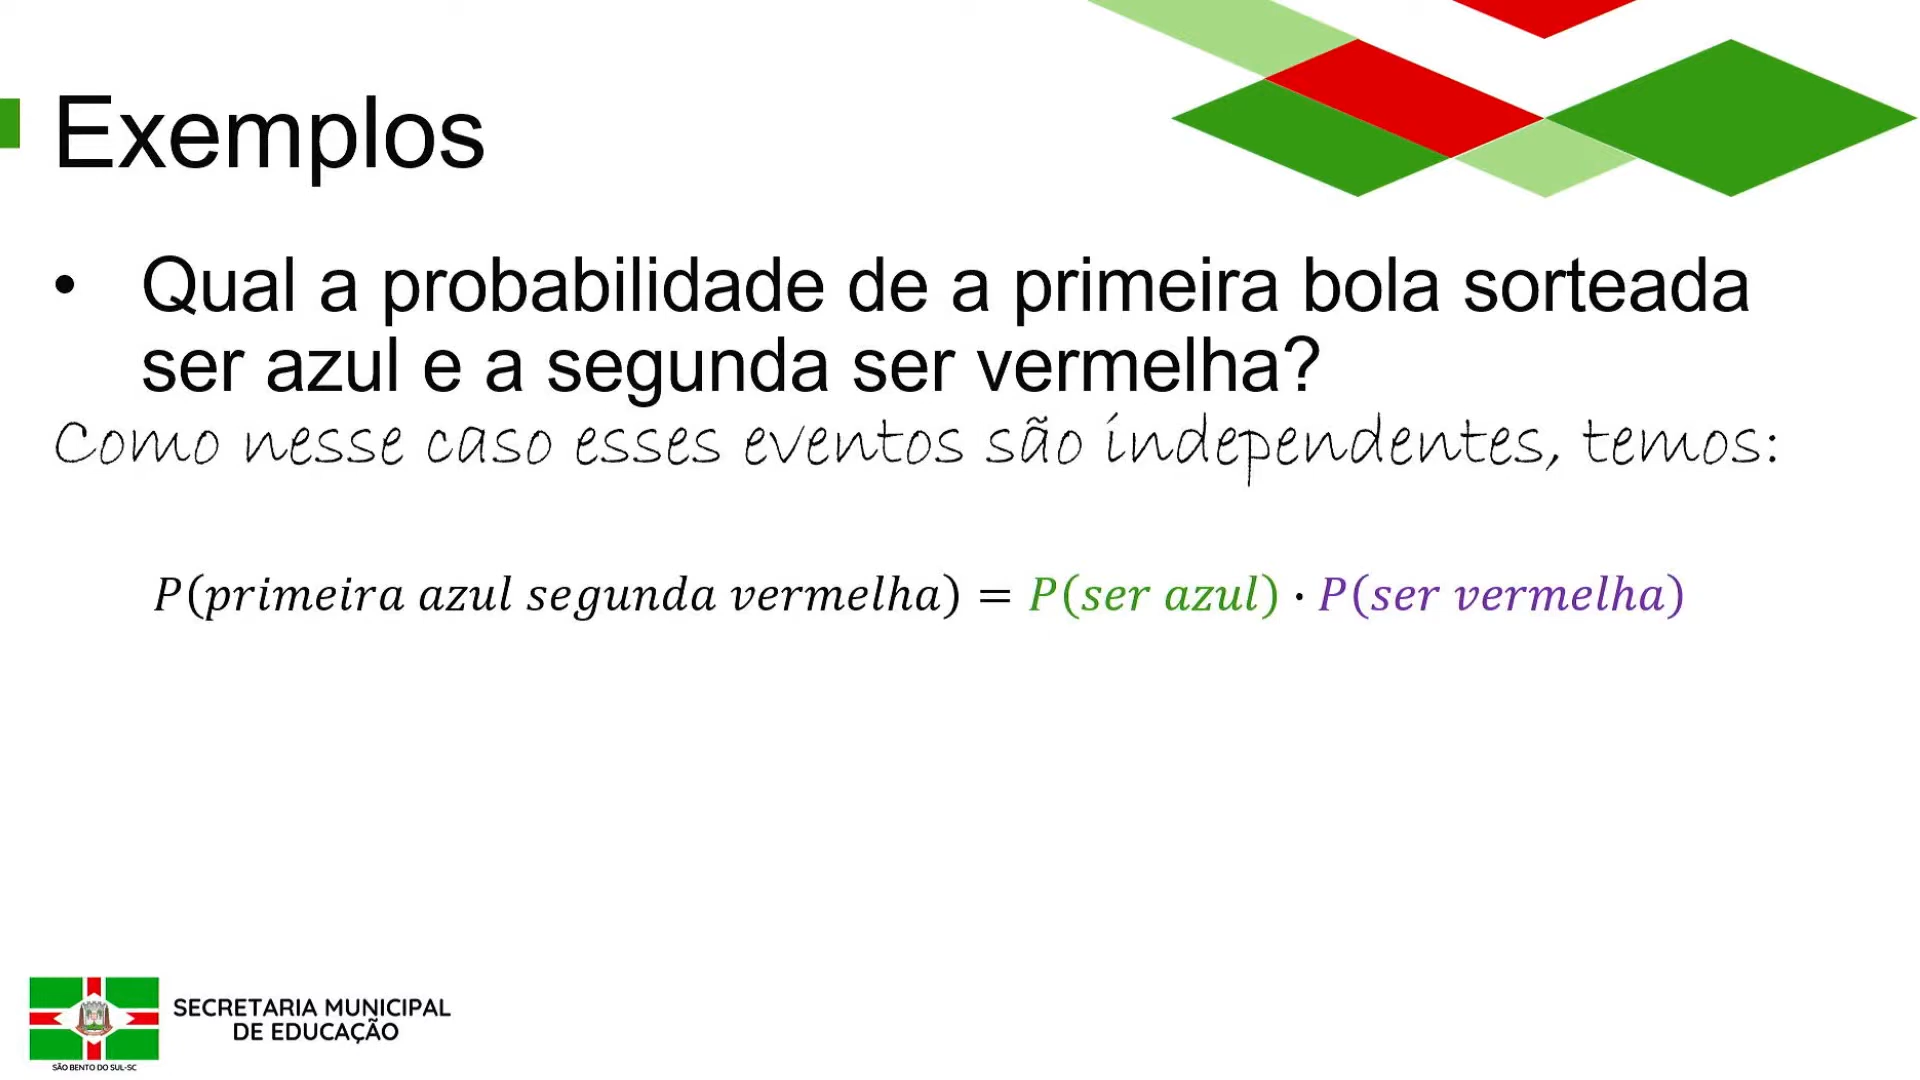 Exemplos
• Qual a probabilidade de a primeira bola sorteada
ser azul e a segunda ser vermelha?
Como nesse caso esses eventos são independentes, temos:
P(primeira azul segunda vermelha) = P(ser azul) · P(ser vermelha)
SECRETARIA MUNICIPAL
DE EDUCAÇÃO
SÃO BENTO DO SUL-SC